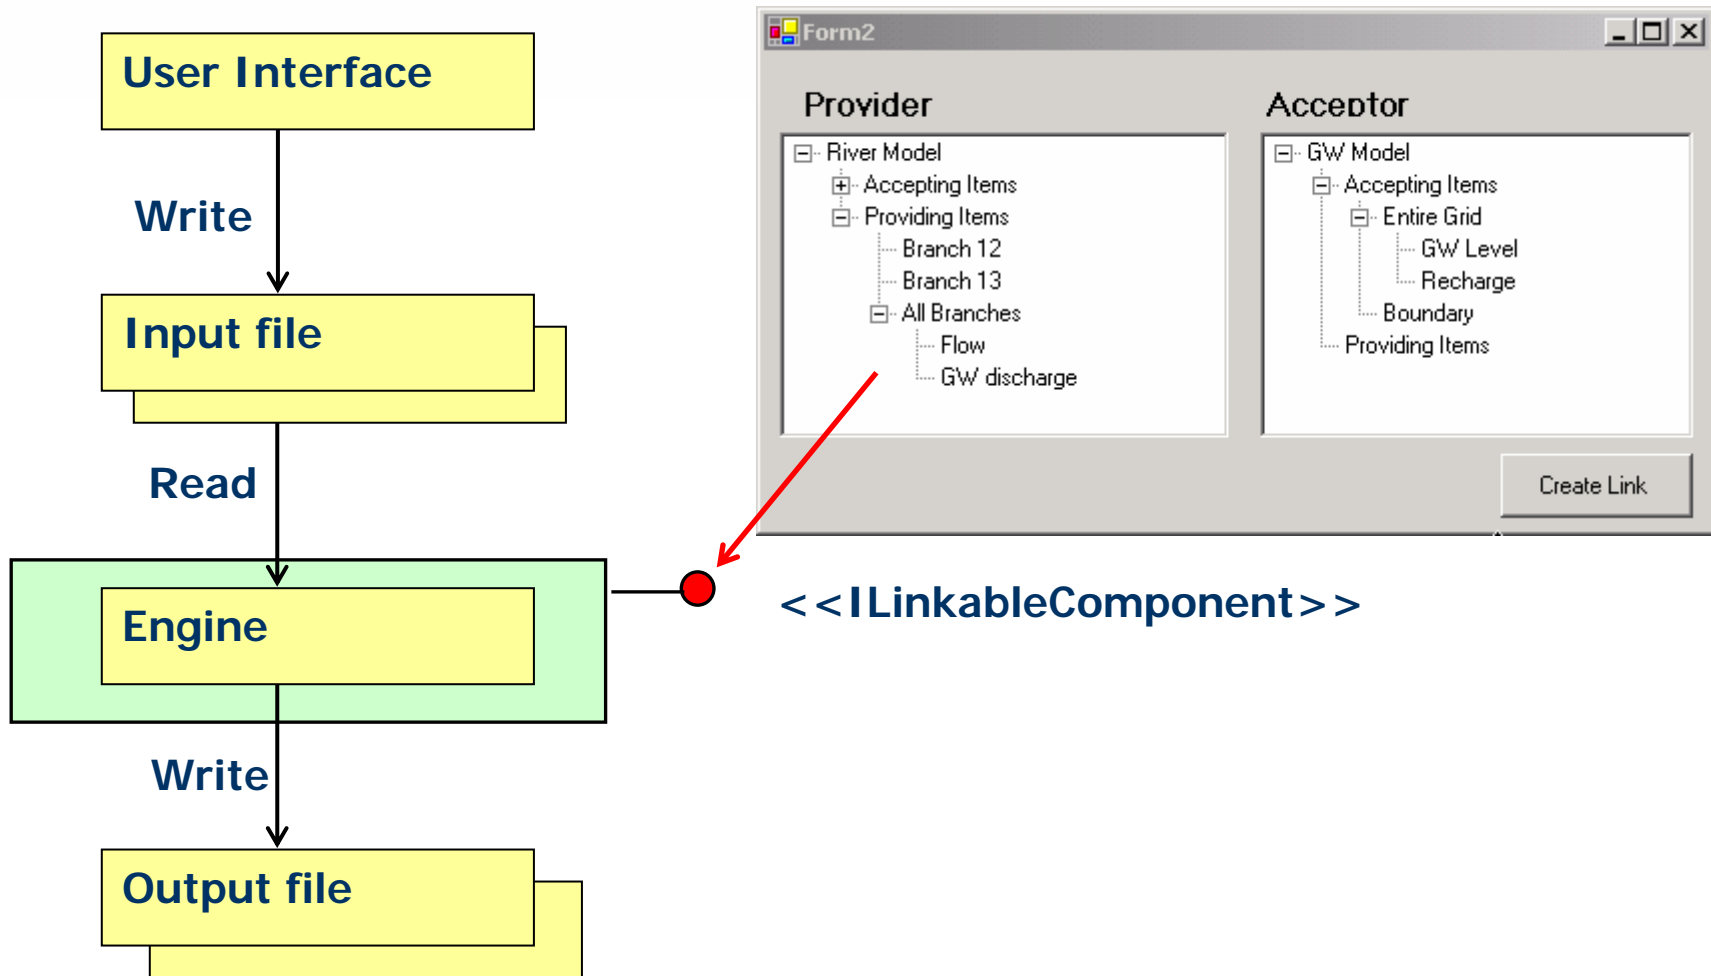 User Interface
Write
Input file
Read
Engine
Write
Output file
Form2
Provider
Acceptor
River Model
Accepting Items
Providing Items
Branch 12
Branch 13
All Branches
Flow
GW discharge
GW Model
Accepting Items
Entire Grid
GW Level
Recharge
Boundary
Providing Items
Create Link
<<ILinkableComponent>>